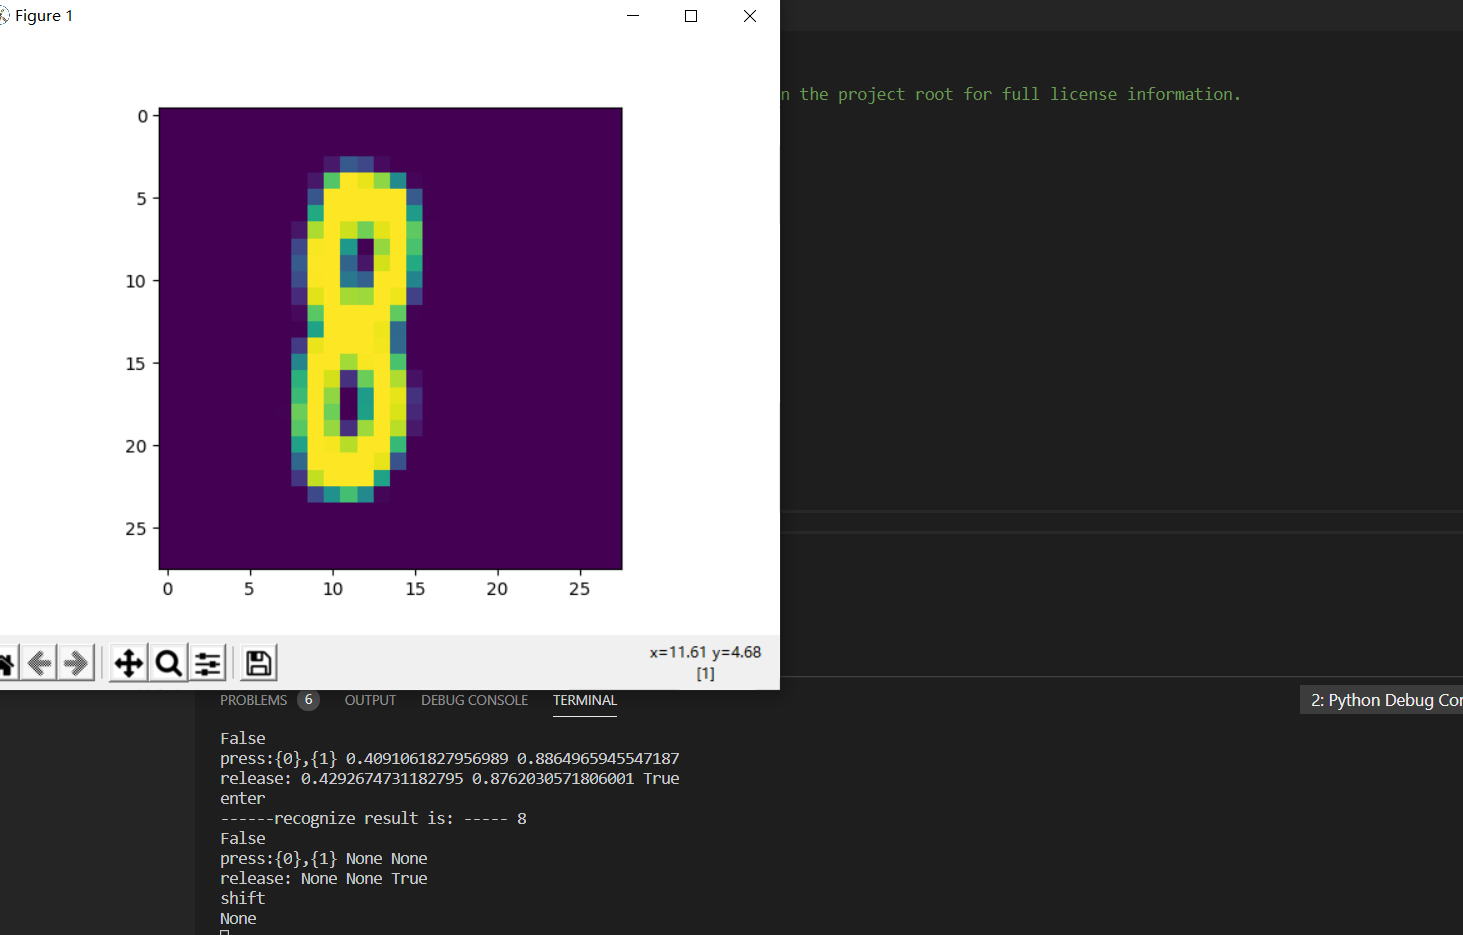 Figure 1
n the project root for full license information.
0
5
10
15
20
25
0 5 10 15 20 25
x=11.61 y=4.68
[1]
PROBLEMS 6 OUTPUT DEBUG CONSOLE TERMINAL
2: Python Debug Cor
False
press:{0},{1} 0.4091061827956989 0.8864965945547187
release: 0.4292674731182795 0.8762030571806001 True
enter
------recognize result is: ----- 8
False
press:{0},{1} None None
release: None None True
shift
None